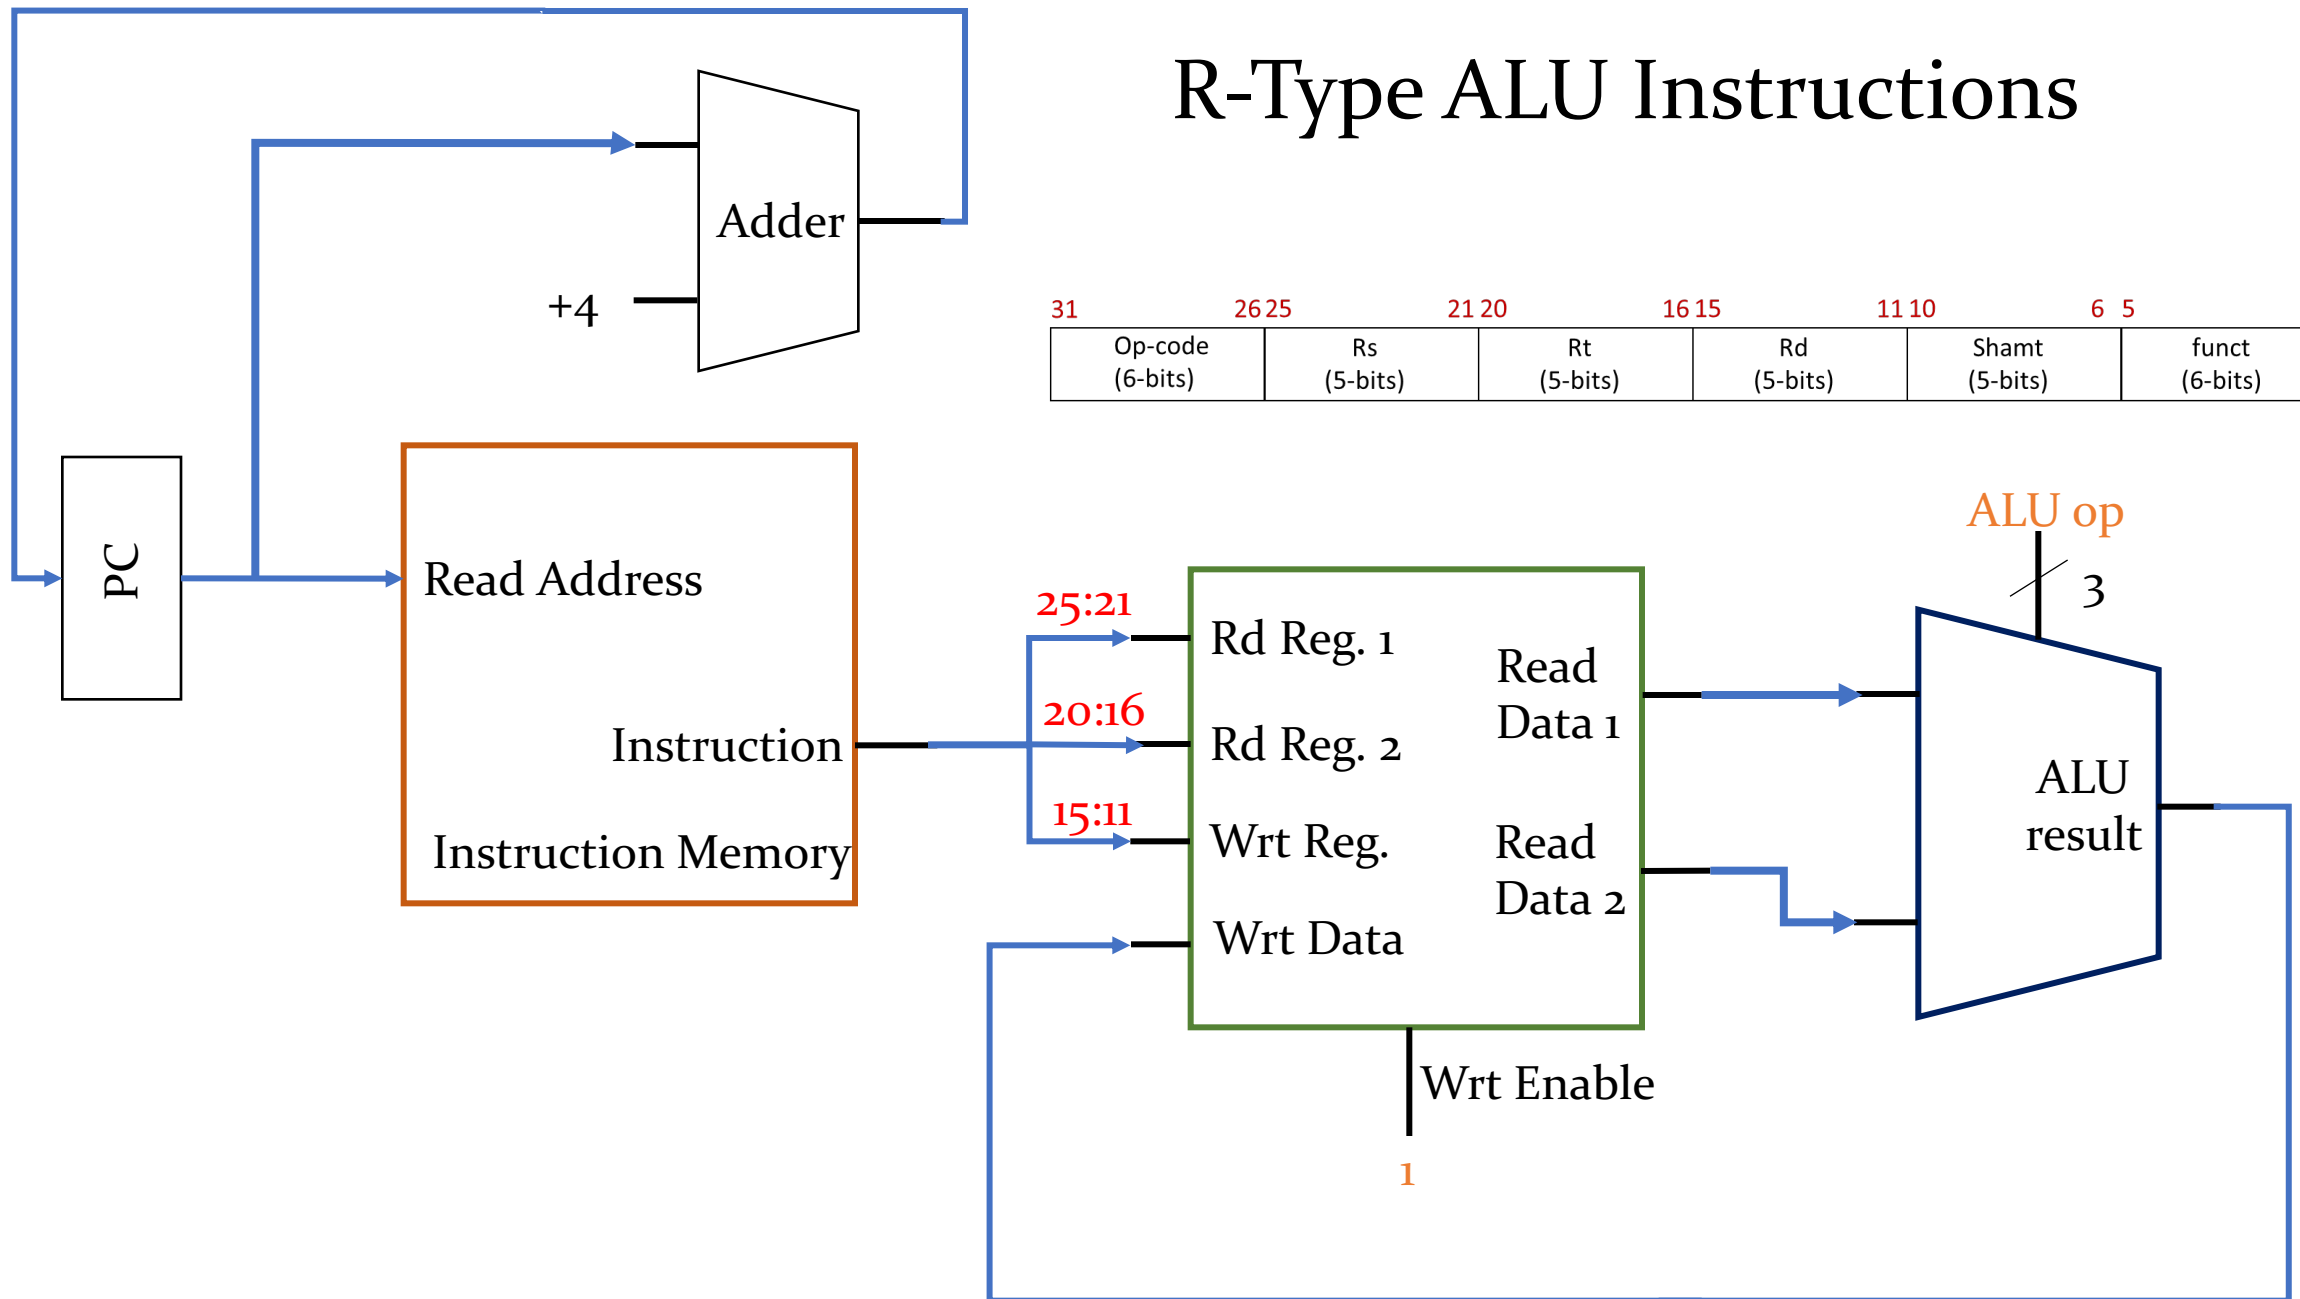 R-Type ALU Instructions
Adder
+4
31 26 25 21 20 16 15 11 10 6 5
Op-code Rs Rt Rd Shamt funct
(6-bits) (5-bits) (5-bits) (5-bits) (5-bits) (6-bits)
PC
Read Address
Instruction
Instruction Memory
25:21
20:16
15:11
Rd Reg. 1
Rd Reg. 2
Wrt Reg.
Wrt Data
Read
Data 1
Read
Data 2
Wrt Enable
1
ALU op
3
ALU
result